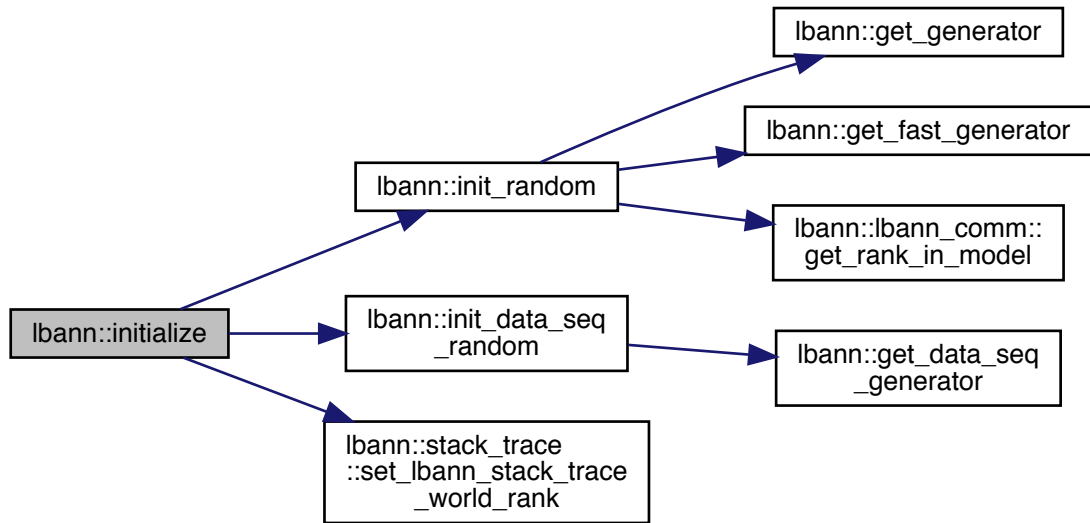 lbann::get_generator
lbann::get_fast_generator
lbann::init_random
lbann::lbann_comm::
get_rank_in_model
lbann::initialize
lbann::init_data_seq
_random
lbann::get_data_seq
_generator
lbann::stack_trace
::set_lbann_stack_trace
_world_rank